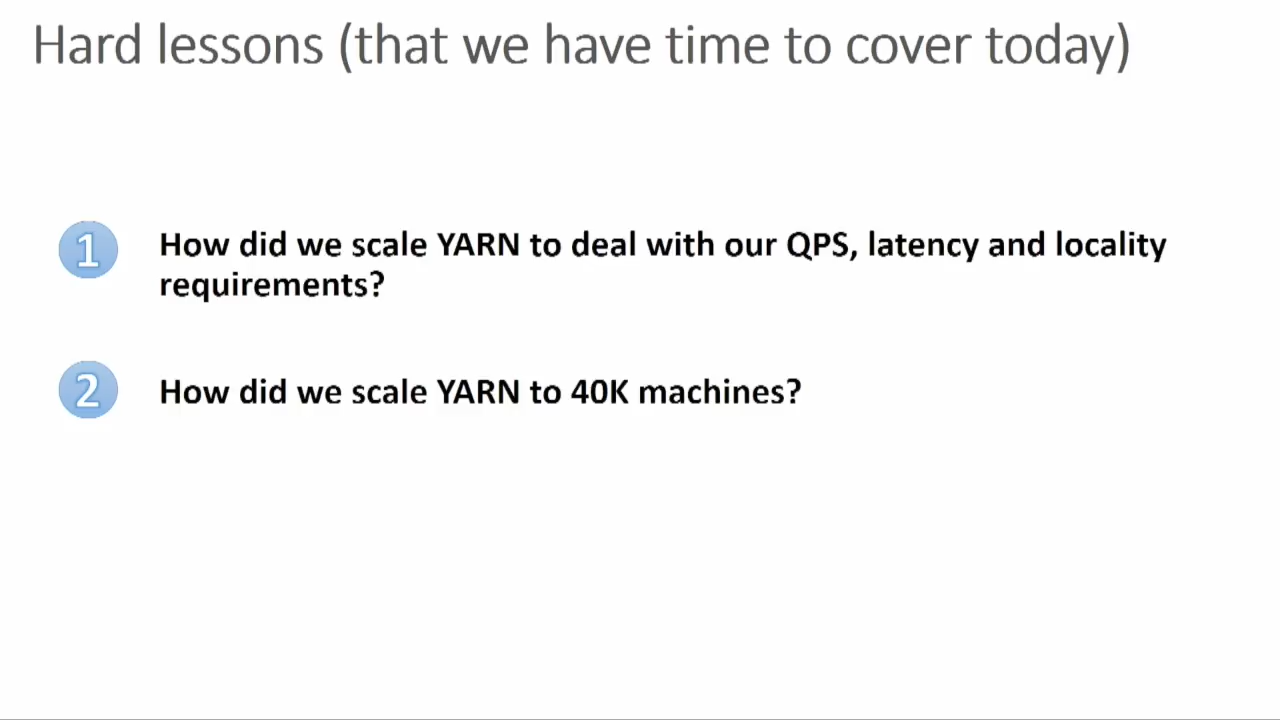 Hard lessons (that we have time to cover today)
1
How did we scale YARN to deal with our QPS, latency and locality
requirements?
2
How did we scale YARN to 40K machines?